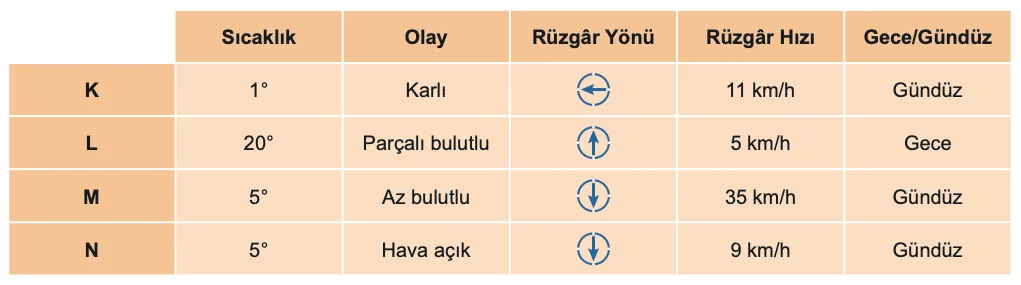 Sıcaklık Olay Rüzgâr Yönü Rüzgâr Hızı Gece/Gündüz
K 1° Karlı 11 km/h Gündüz
L 20° Parçalı bulutlu 5 km/h Gece
M 5° Az bulutlu 35 km/h Gündüz
N 5° Hava açık 9 km/h Gündüz